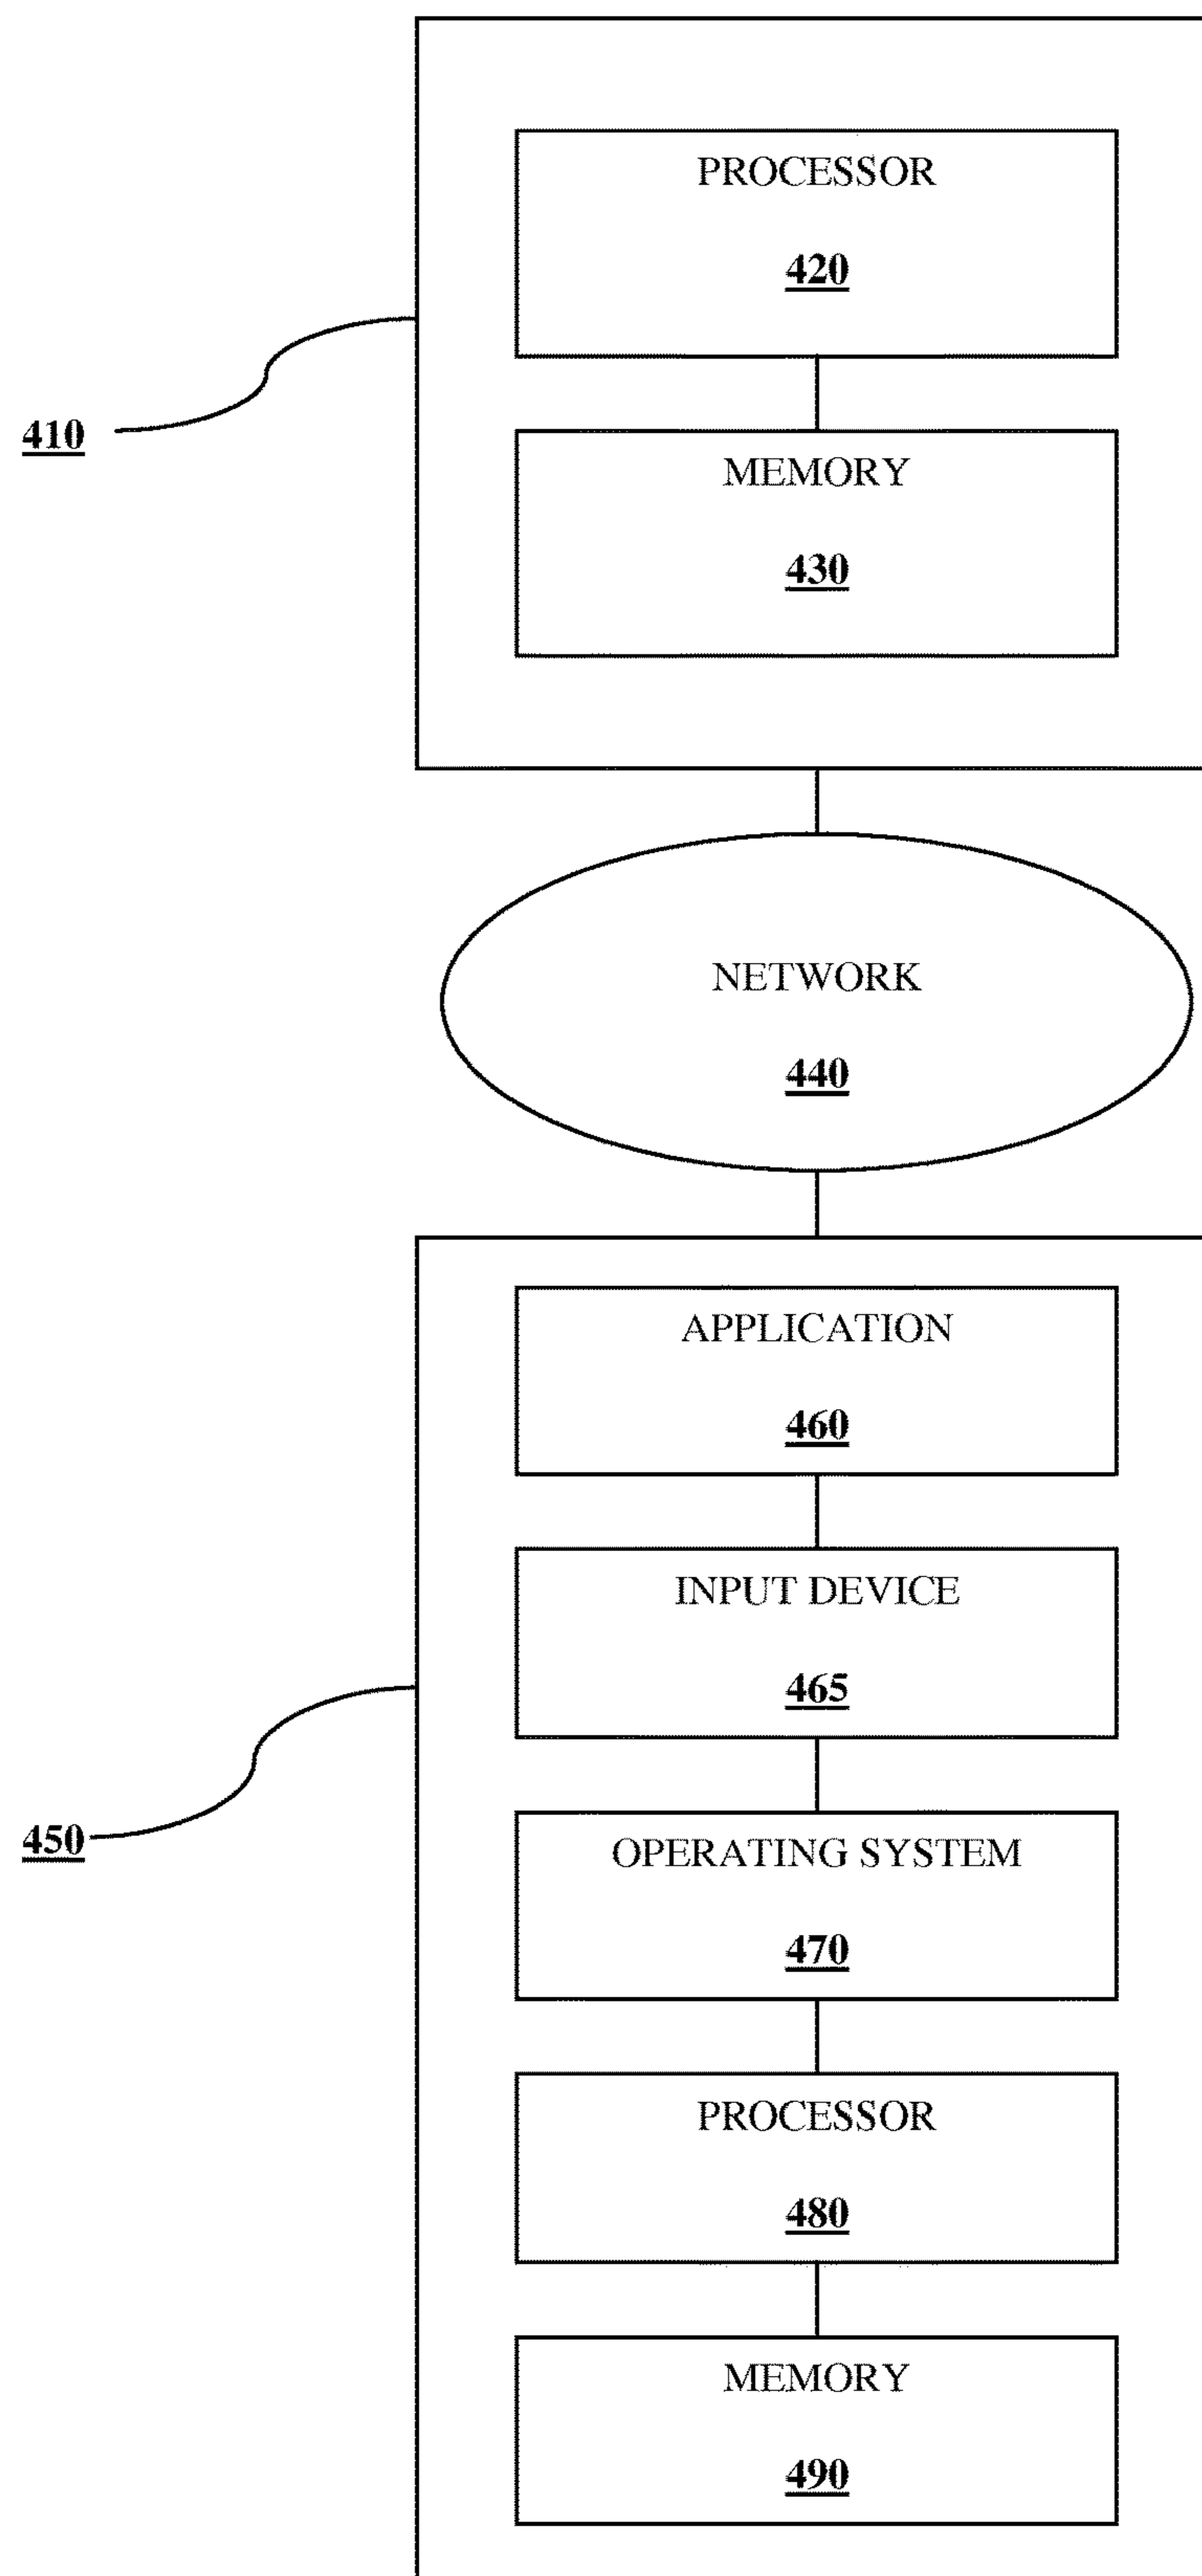 PROCESSOR
420
410
MEMORY
430
NETWORK
440
APPLICATION
460
INPUT DEVICE
465
450
OPERATING SYSTEM
470
PROCESSOR
480
MEMORY
490